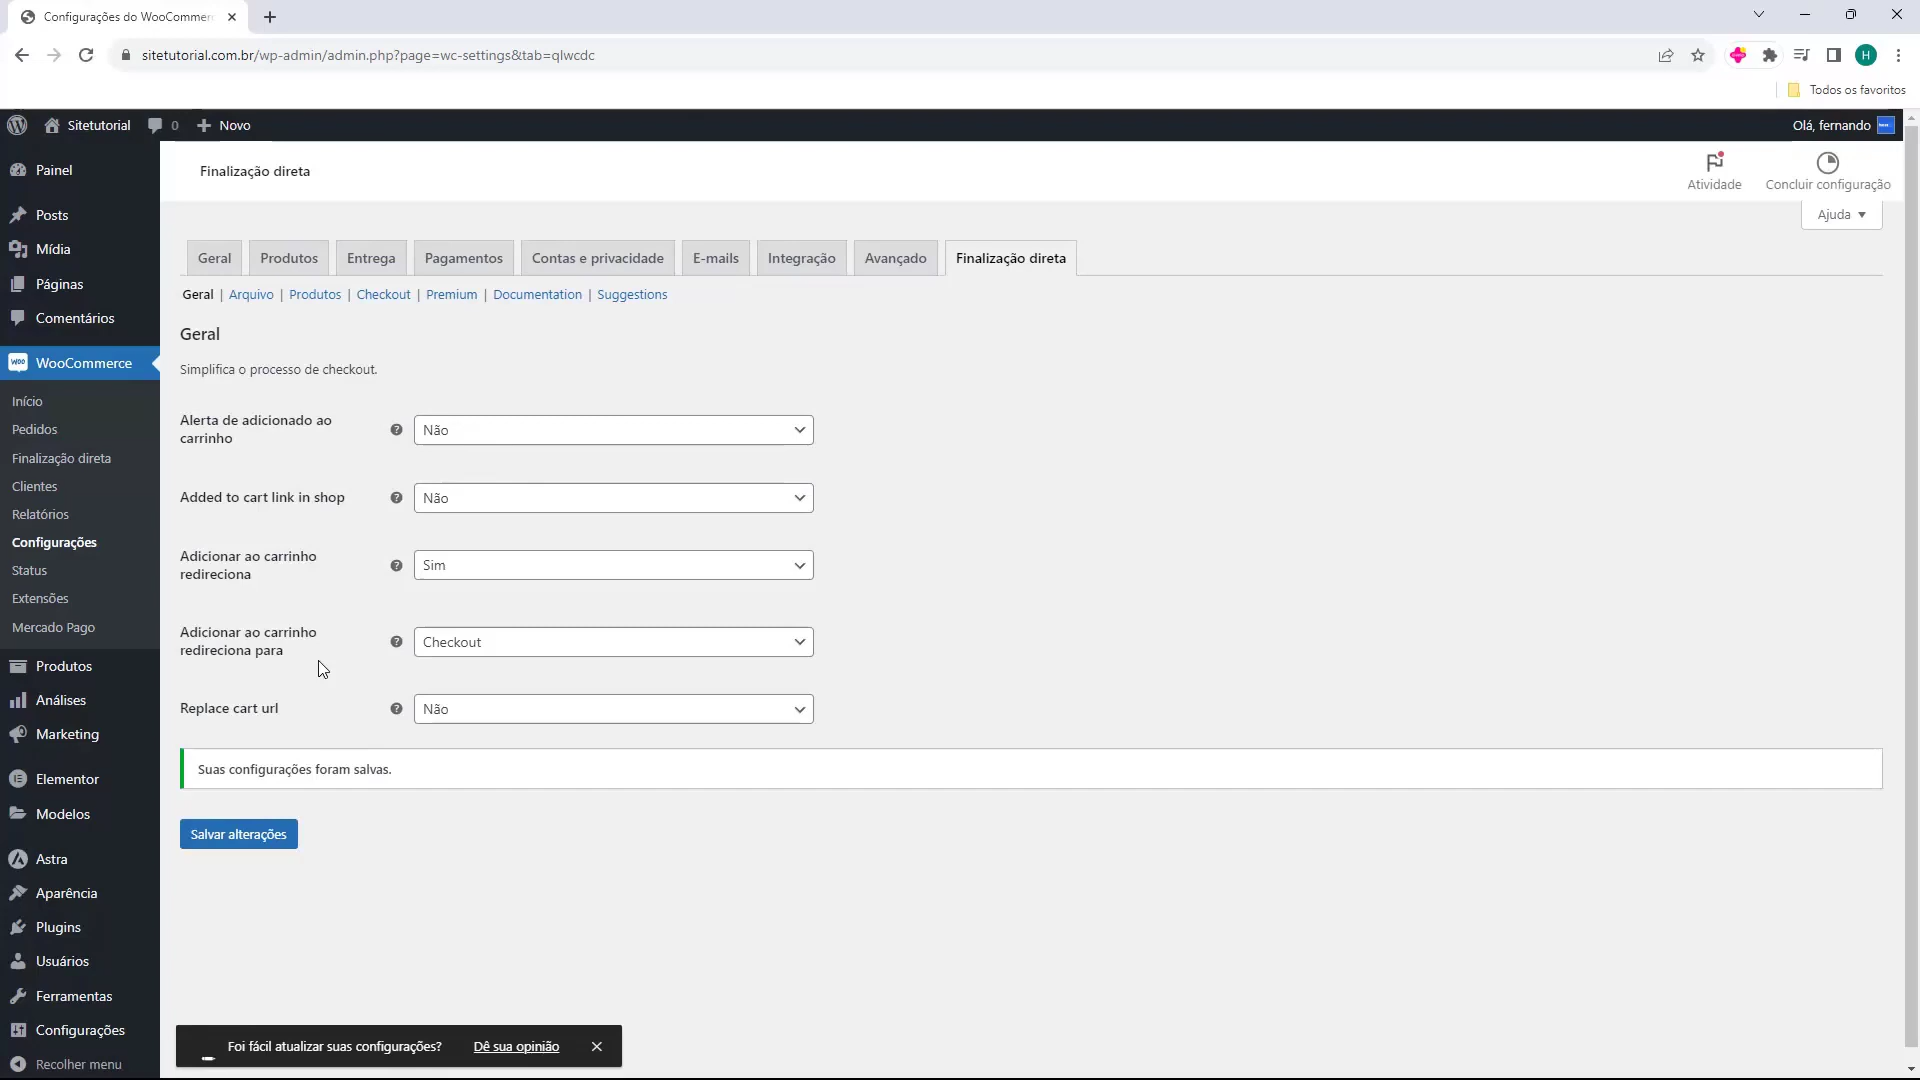 Configurações do WooCommer
sitetutorial.com.br/wp-admin/admin.php?page=wc-settings&tab=qlwcdc
H
Todos os favoritos
Sitetutorial
0
Novo
Olá, fernando
Painel
Posts
Mídia
Páginas
Comentários
WooCommerce
Início
Pedidos
Finalização direta
Clientes
Relatórios
Configurações
Status
Extensões
Mercado Pago
Produtos
Análises
Marketing
Elementor
Modelos
Astra
Aparência
Plugins
Usuários
Ferramentas
Configurações
Recolher menu
Finalização direta
Atividade
Concluir configuração
Ajuda
Geral
Produtos
Entrega
Pagamentos
Contas e privacidade
E-mails
Integração
Avançado
Finalização direta
Geral | Arquivo | Produtos | Checkout | Premium | Documentation | Suggestions
Geral
Simplifica o processo de checkout.
Alerta de adicionado ao
carrinho
Não
Added to cart link in shop
Não
Adicionar ao carrinho
redireciona
Sim
Adicionar ao carrinho
redireciona para
Checkout
Replace cart url
Não
Suas configurações foram salvas.
Salvar alterações
Foi fácil atualizar suas configurações?
Dê sua opinião